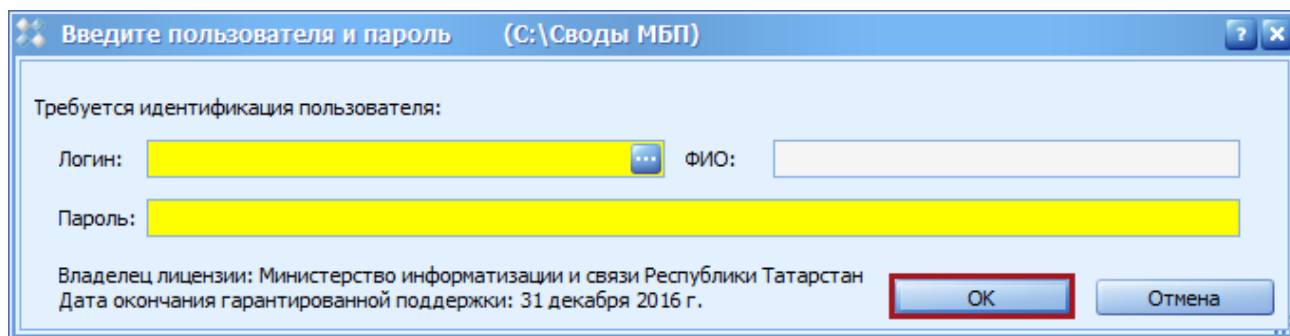 Введите пользователя и пароль (C:\Своды МБП)
Требуется идентификация пользователя:
Логин: ... ФИО:
Пароль:
Владелец лицензии: Министерство информатизации и связи Республики Татарстан
Дата окончания гарантированной поддержки: 31 декабря 2016 г.
OK Отмена